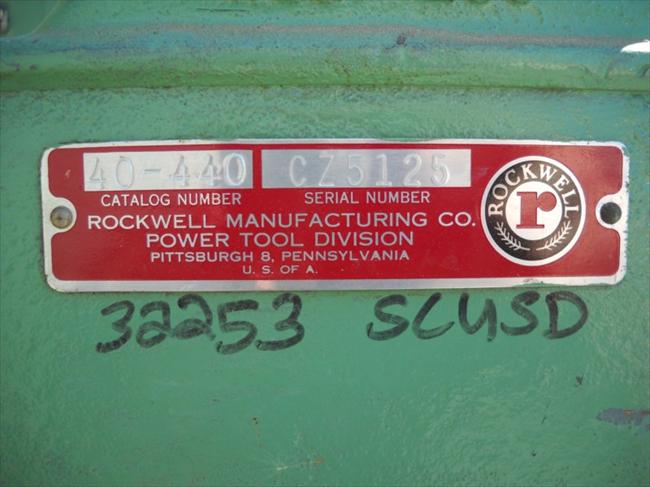 40-440 CZ5125
CATALOG NUMBER SERIAL NUMBER
ROCKWELL MANUFACTURING CO.
POWER TOOL DIVISION
PITTSBURGH 8, PENNSYLVANIA
U. S. OF A.
ROCKWELL
r
32253 SCUSD